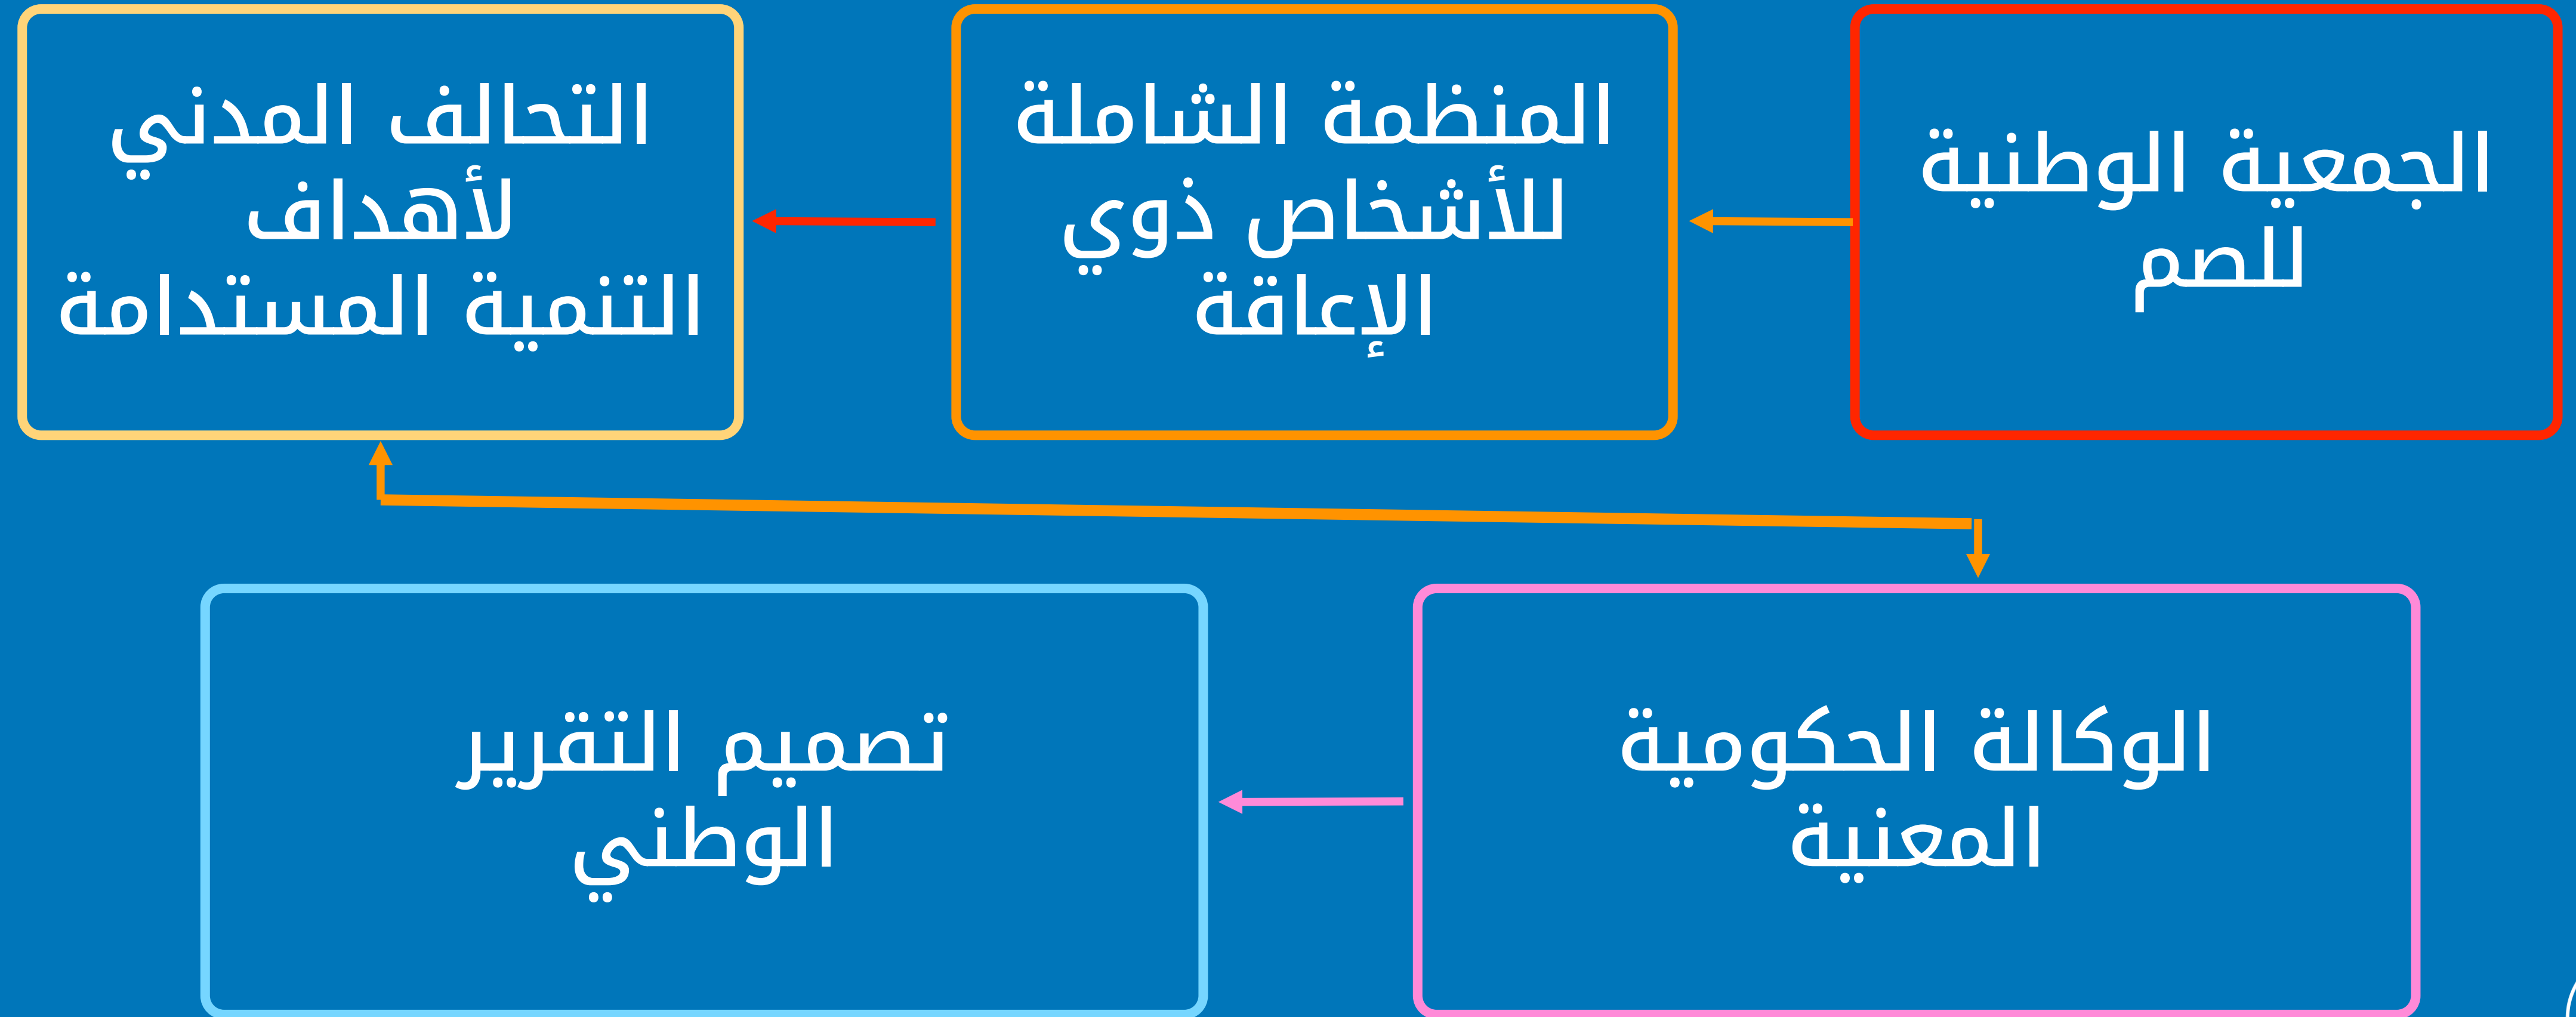 الجمعية الوطنية
للصم
المنظمة الشاملة
للأشخاص ذوي
الإعاقة
التحالف المدني
لأهداف
التنمية المستدامة
الوكالة الحكومية
المعنية
تصميم التقرير
الوطني